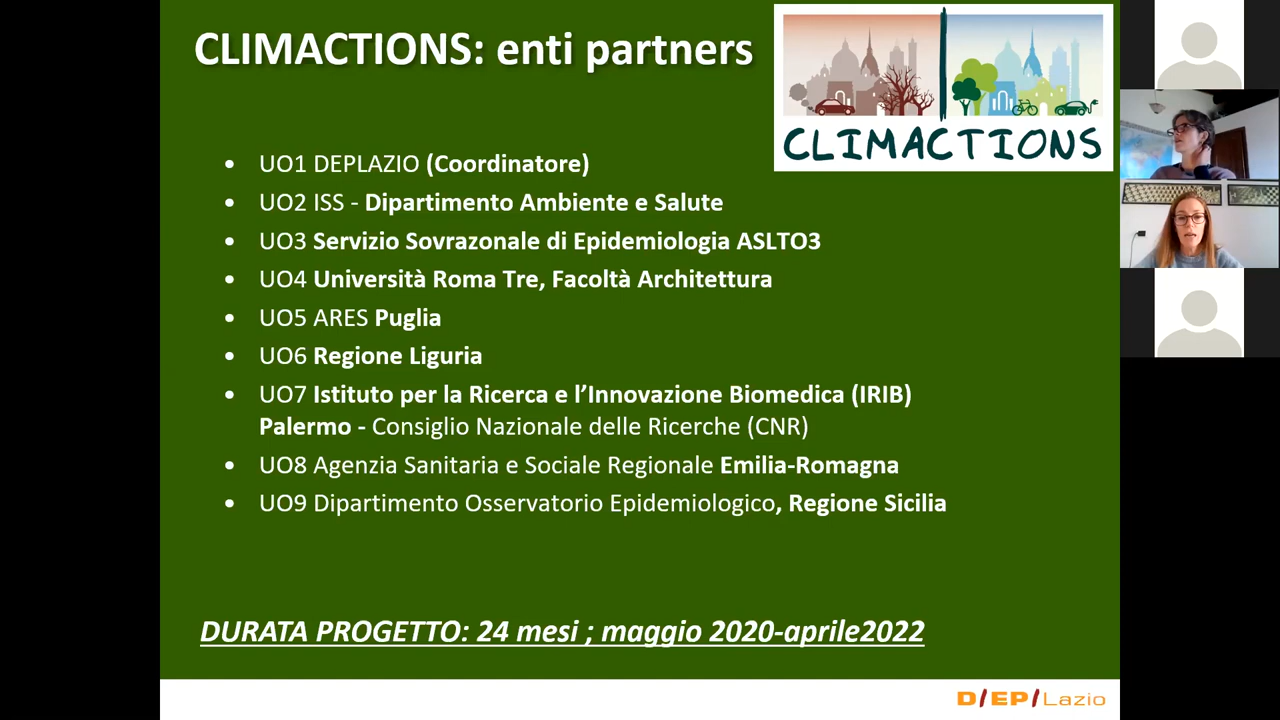 CLIMACTIONS: enti partners
CLIMACTIONS
• UO1 DEPLAZIO (Coordinatore)
• UO2 ISS - Dipartimento Ambiente e Salute
• UO3 Servizio Sovrazonale di Epidemiologia ASLTO3
• UO4 Università Roma Tre, Facoltà Architettura
• UO5 ARES Puglia
• UO6 Regione Liguria
• UO7 Istituto per la Ricerca e l’Innovazione Biomedica (IRIB)
Palermo - Consiglio Nazionale delle Ricerche (CNR)
• UO8 Agenzia Sanitaria e Sociale Regionale Emilia-Romagna
• UO9 Dipartimento Osservatorio Epidemiologico, Regione Sicilia
DURATA PROGETTO: 24 mesi ; maggio 2020-aprile2022
D/EP/Lazio